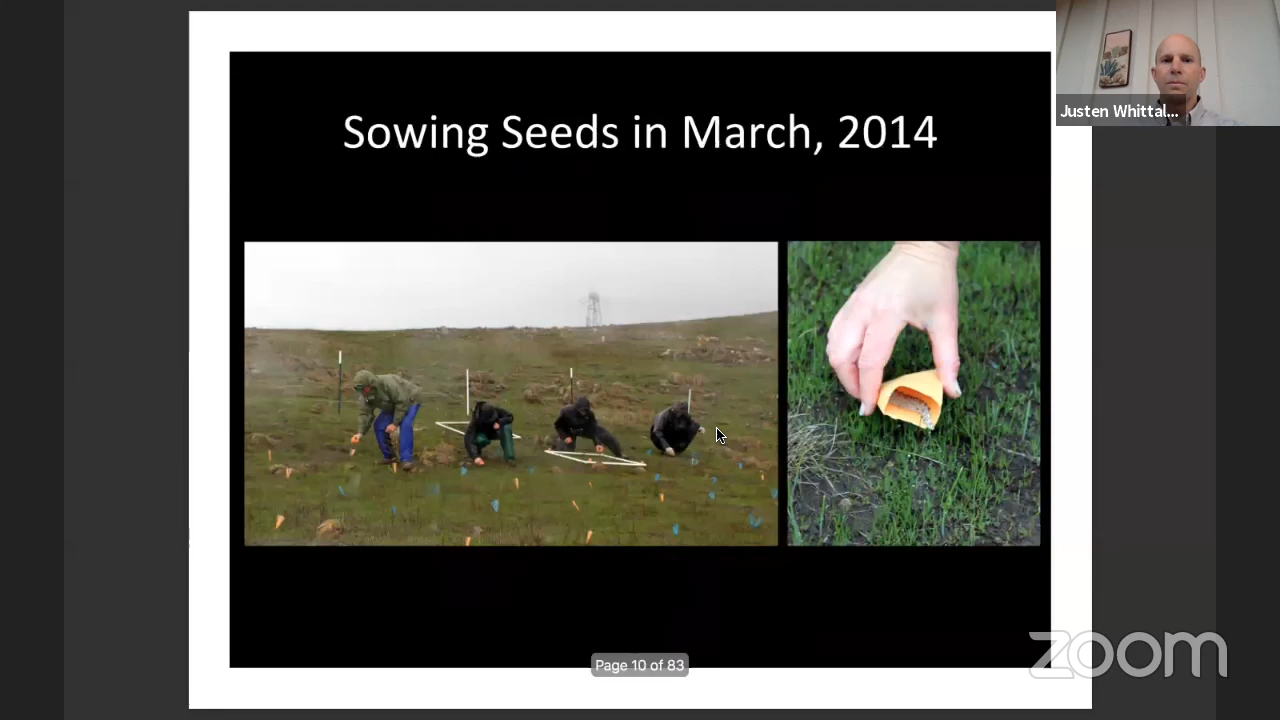 Sowing Seeds in March, 2014
Justen Whittal...
Page 10 of 83
zoom